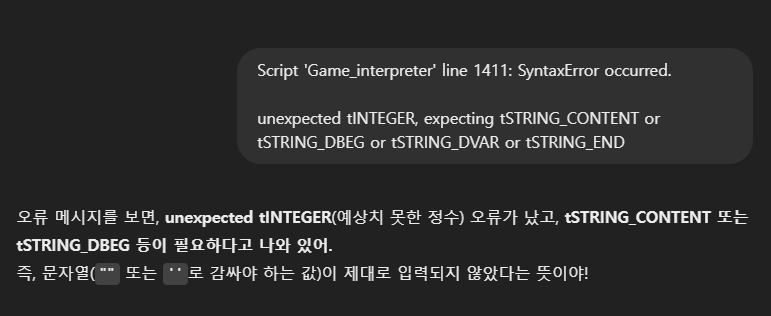 Script 'Game_interpreter' line 1411: SyntaxError occurred.
unexpected tINTEGER, expecting tSTRING_CONTENT or
tSTRING_DBEG or tSTRING_DVAR or tSTRING_END
오류 메시지를 보면, unexpected tINTEGER(예상치 못한 정수) 오류가 났고, tSTRING_CONTENT 또는
tSTRING_DBEG 등이 필요하다고 나와 있어.
즉, 문자열("" 또는 ''로 감싸야 하는 값)이 제대로 입력되지 않았다는 뜻이야!